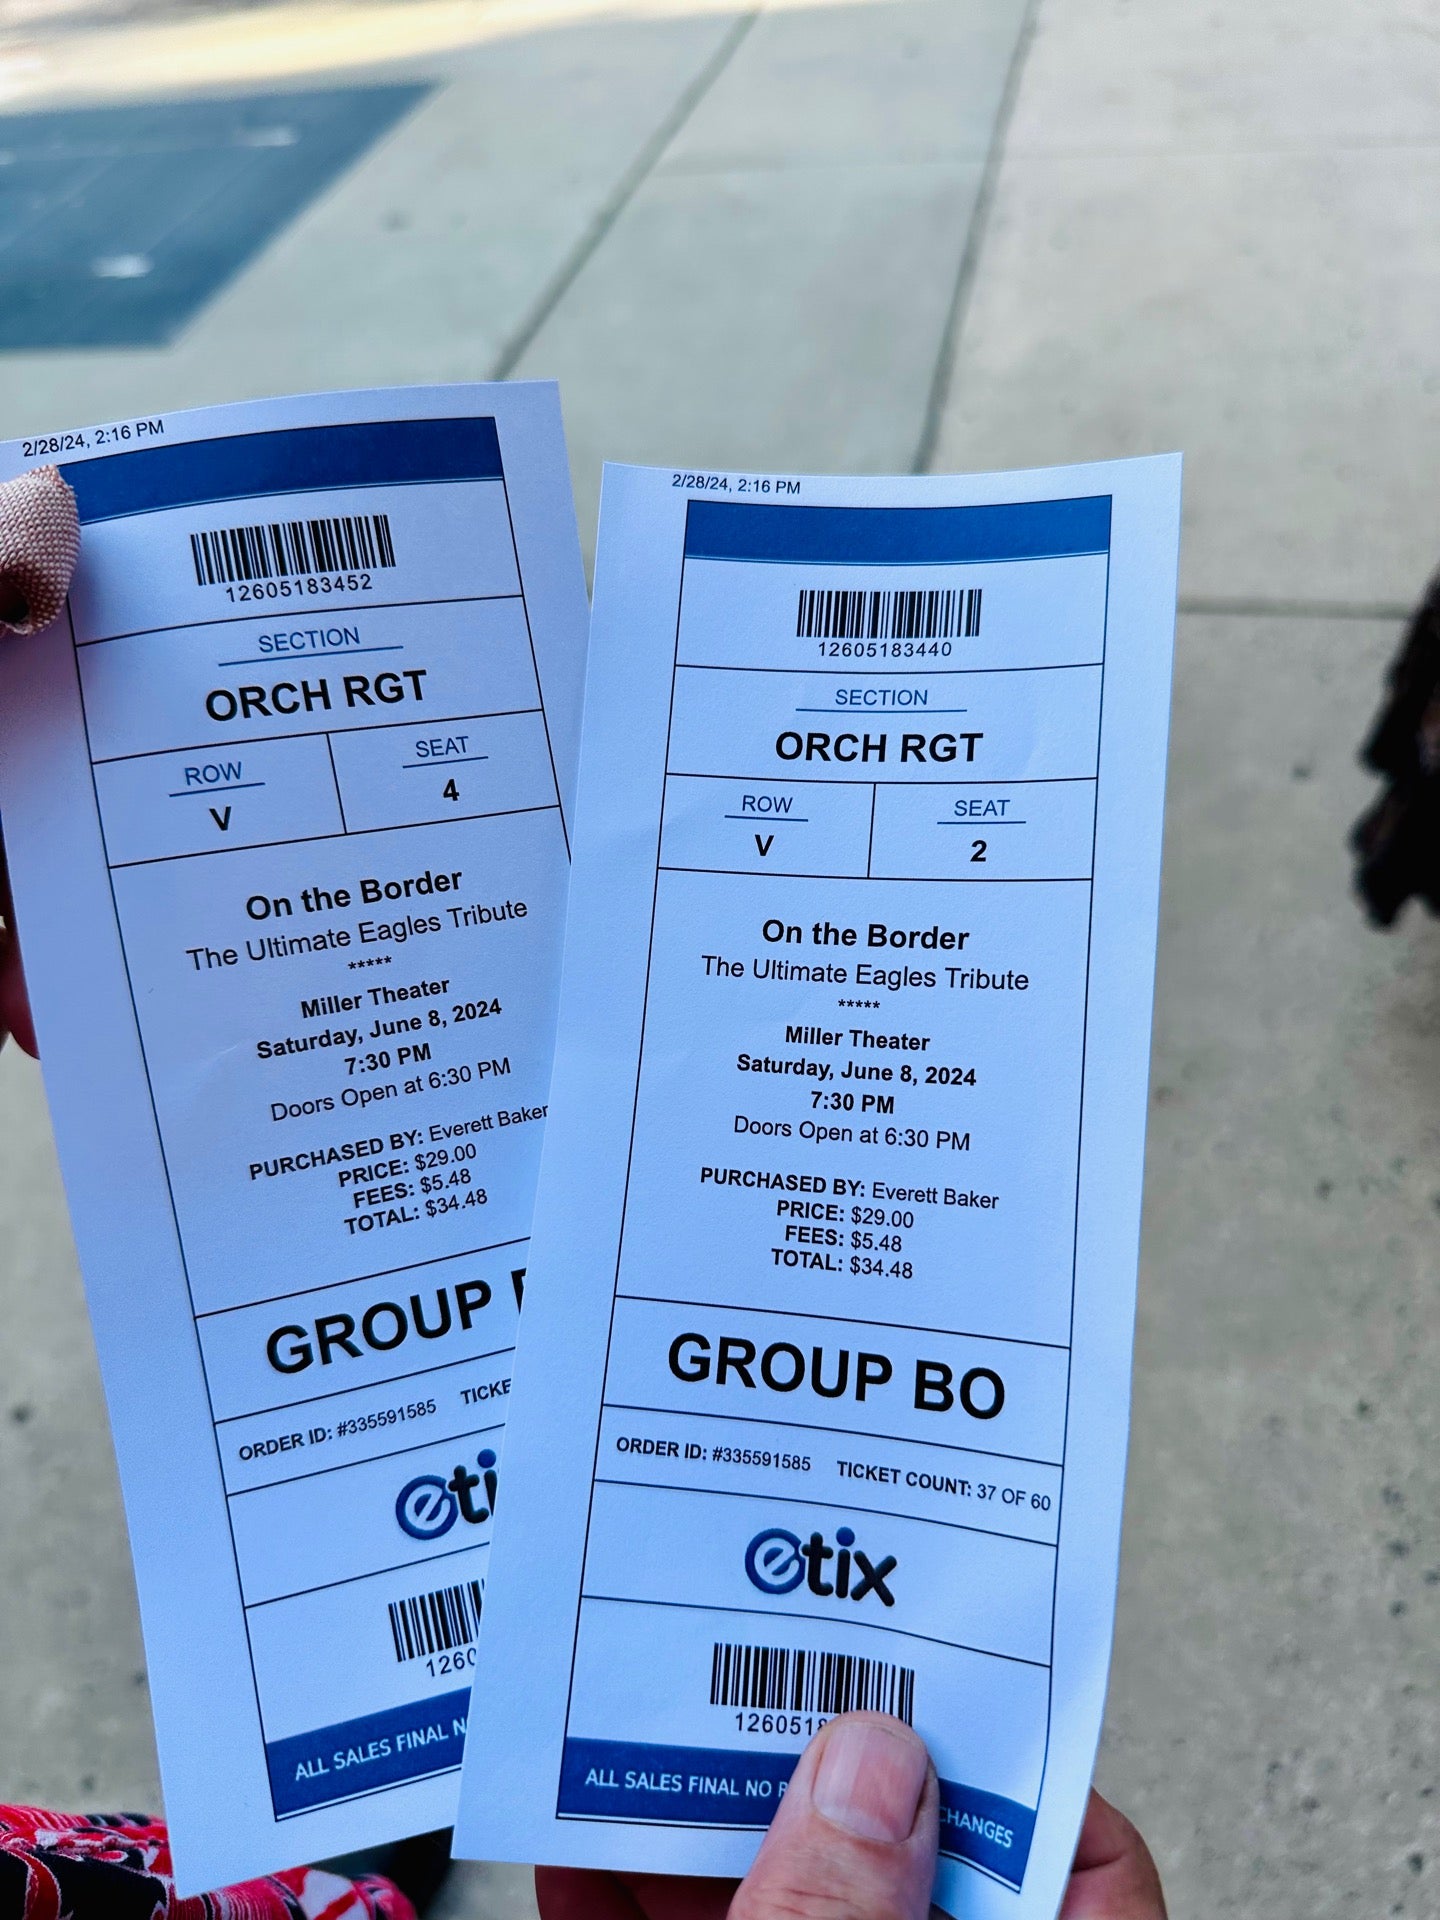 2/28/24, 2:16 PM
12605183452
SECTION
ORCH RGT
ROW
SEAT
V
4
On the Border
The Ultimate Eagles Tribute
*****
Miller Theater
Saturday, June 8, 2024
7:30 PM
Doors Open at 6:30 PM
PURCHASED BY: Everett Baker
PRICE: $29.00
FEES: $5.48
TOTAL: $34.48
GROUP
ORDER ID: #335591585
ALL SALES FINAL
2/28/24, 2:16 PM
12605183440
SECTION
ORCH RGT
ROW
SEAT
V
2
On the Border
The Ultimate Eagles Tribute
*****
Miller Theater
Saturday, June 8, 2024
7:30 PM
Doors Open at 6:30 PM
PURCHASED BY: Everett Baker
PRICE: $29.00
FEES: $5.48
TOTAL: $34.48
GROUP BO
ORDER ID: #335591585 TICKET COUNT: 37 OF 60
etix
ALL SALES FINAL NO